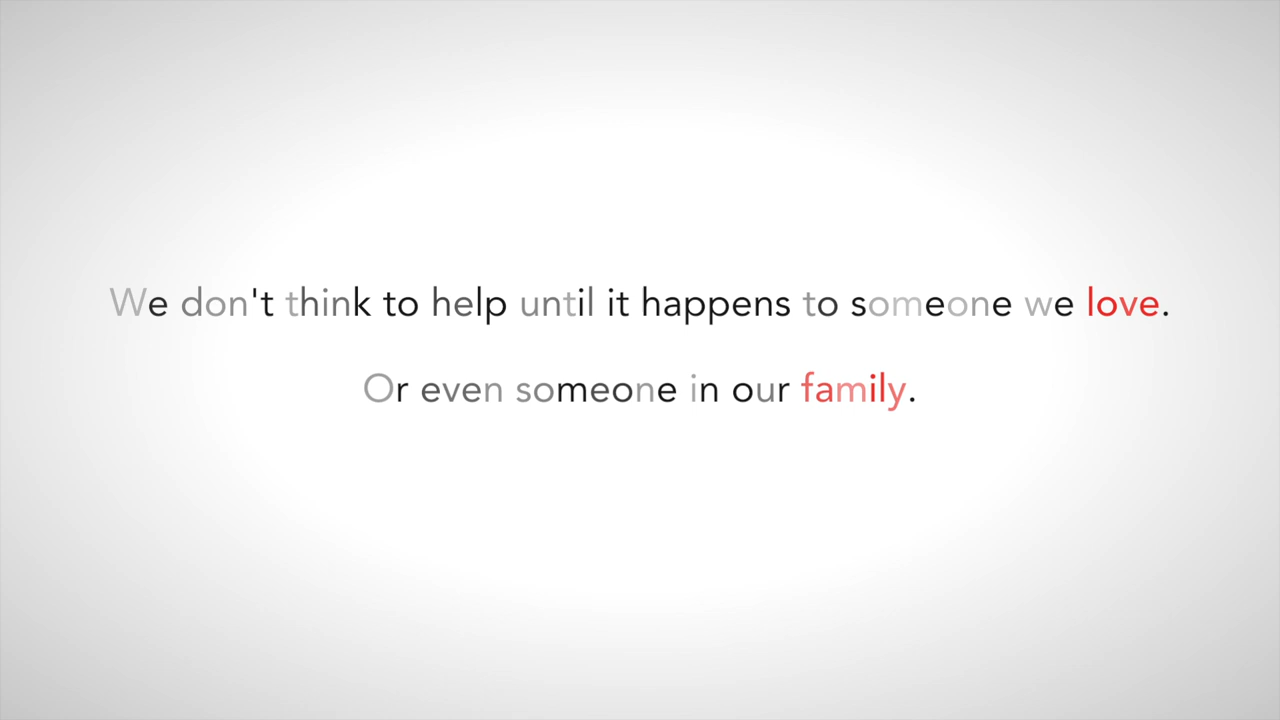 We don't think to help until it happens to someone we love.
Or even someone in our family.